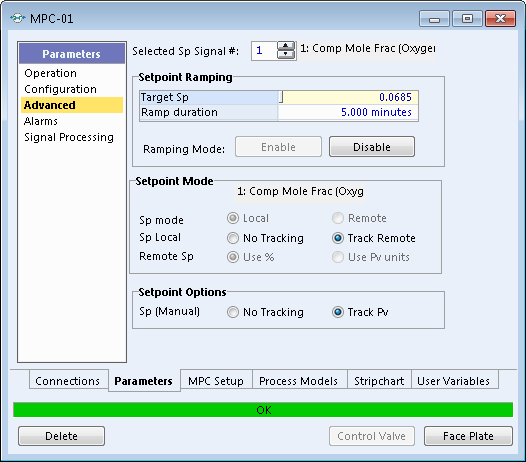 MPC-01
Parameters
Operation
Configuration
Advanced
Alarms
Signal Processing
Selected Sp Signal #: 1 1: Comp Mole Frac (Oxyger
Setpoint Ramping
Target Sp 0.0685
Ramp duration 5.000 minutes
Ramping Mode: Enable Disable
Setpoint Mode
1: Comp Mole Frac (Oxyg
Sp mode Local Remote
Sp Local No Tracking Track Remote
Remote Sp Use % Use Pv units
Setpoint Options
Sp (Manual) No Tracking Track Pv
Connections Parameters MPC Setup Process Models Stripchart User Variables
OK
Delete Control Valve Face Plate